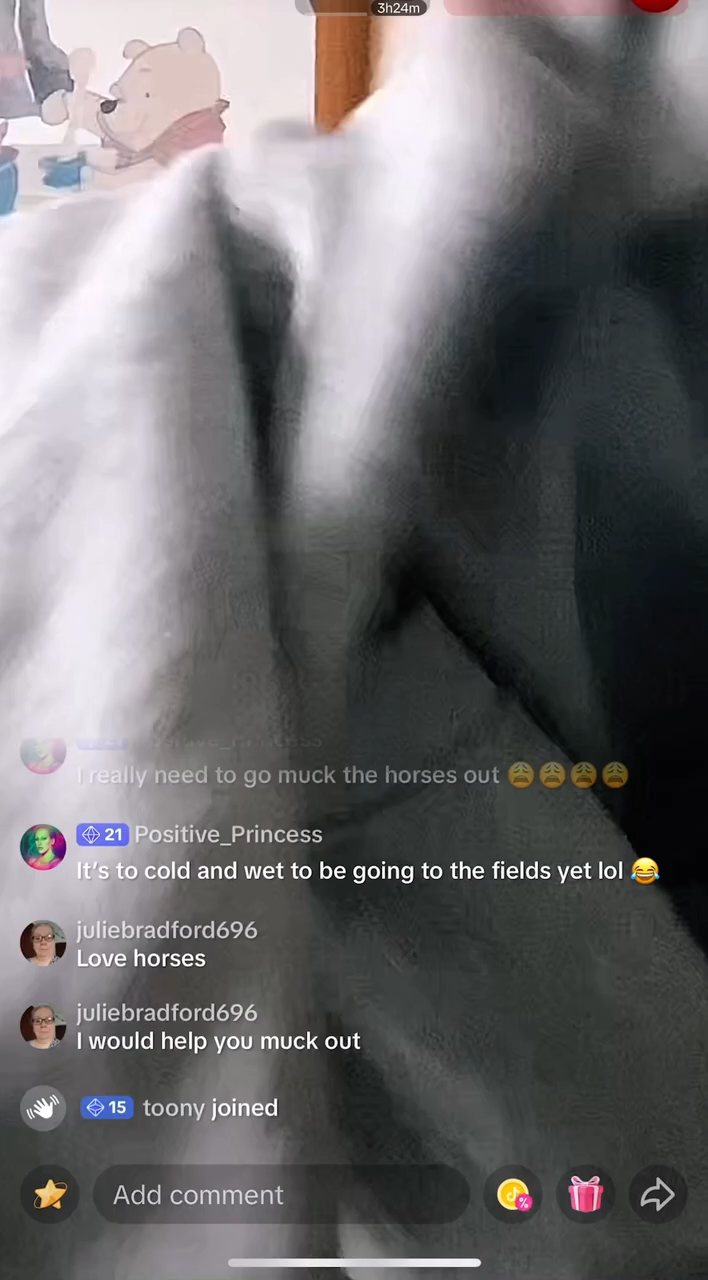 3h24m
I really need to go muck the horses out 😩😩😩😩
21 Positive_Princess
It's to cold and wet to be going to the fields yet lol 😂
juliebradford696
Love horses
juliebradford696
I would help you muck out
15 toony joined
Add comment